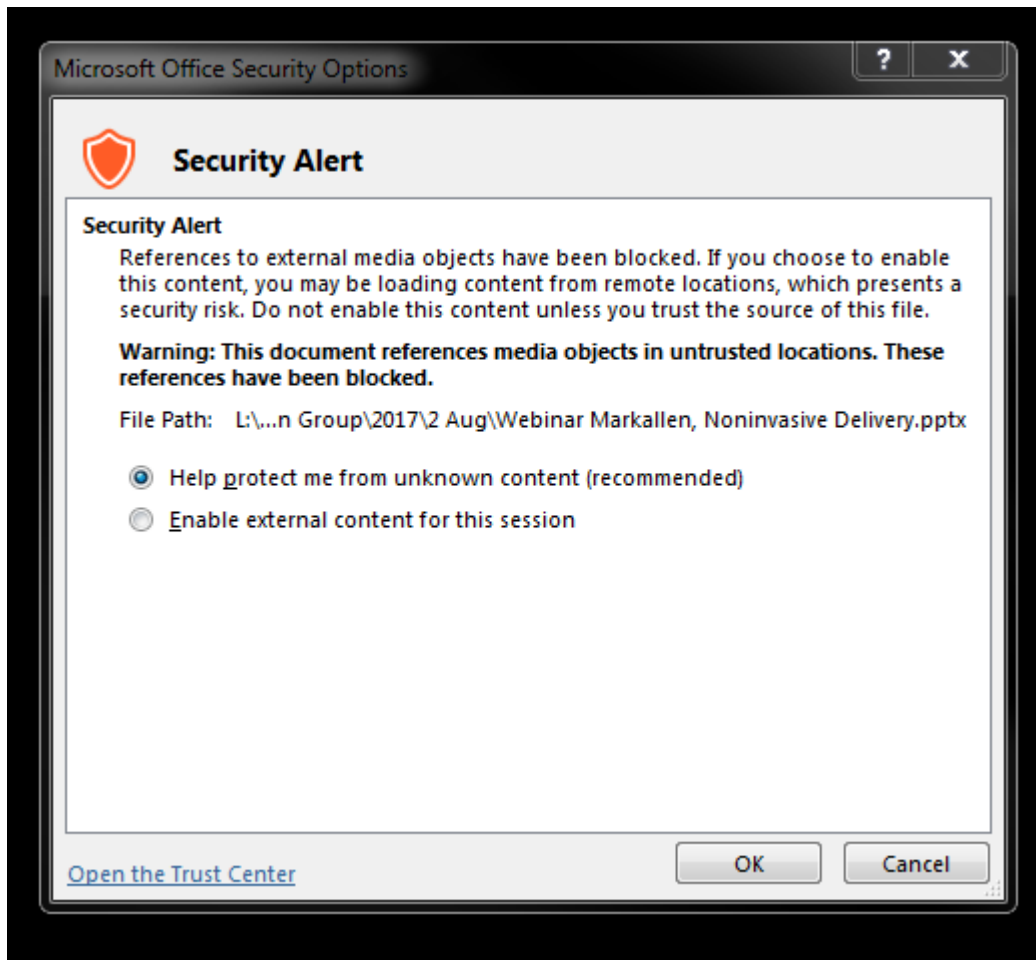 Microsoft Office Security Options
? x
Security Alert
Security Alert
References to external media objects have been blocked. If you choose to enable
this content, you may be loading content from remote locations, which presents a
security risk. Do not enable this content unless you trust the source of this file.
Warning: This document references media objects in untrusted locations. These
references have been blocked.
File Path: L:\...n Group\2017\2 Aug\Webinar Markallen, Noninvasive Delivery.pptx
Help protect me from unknown content (recommended)
Enable external content for this session
Open the Trust Center
OK Cancel